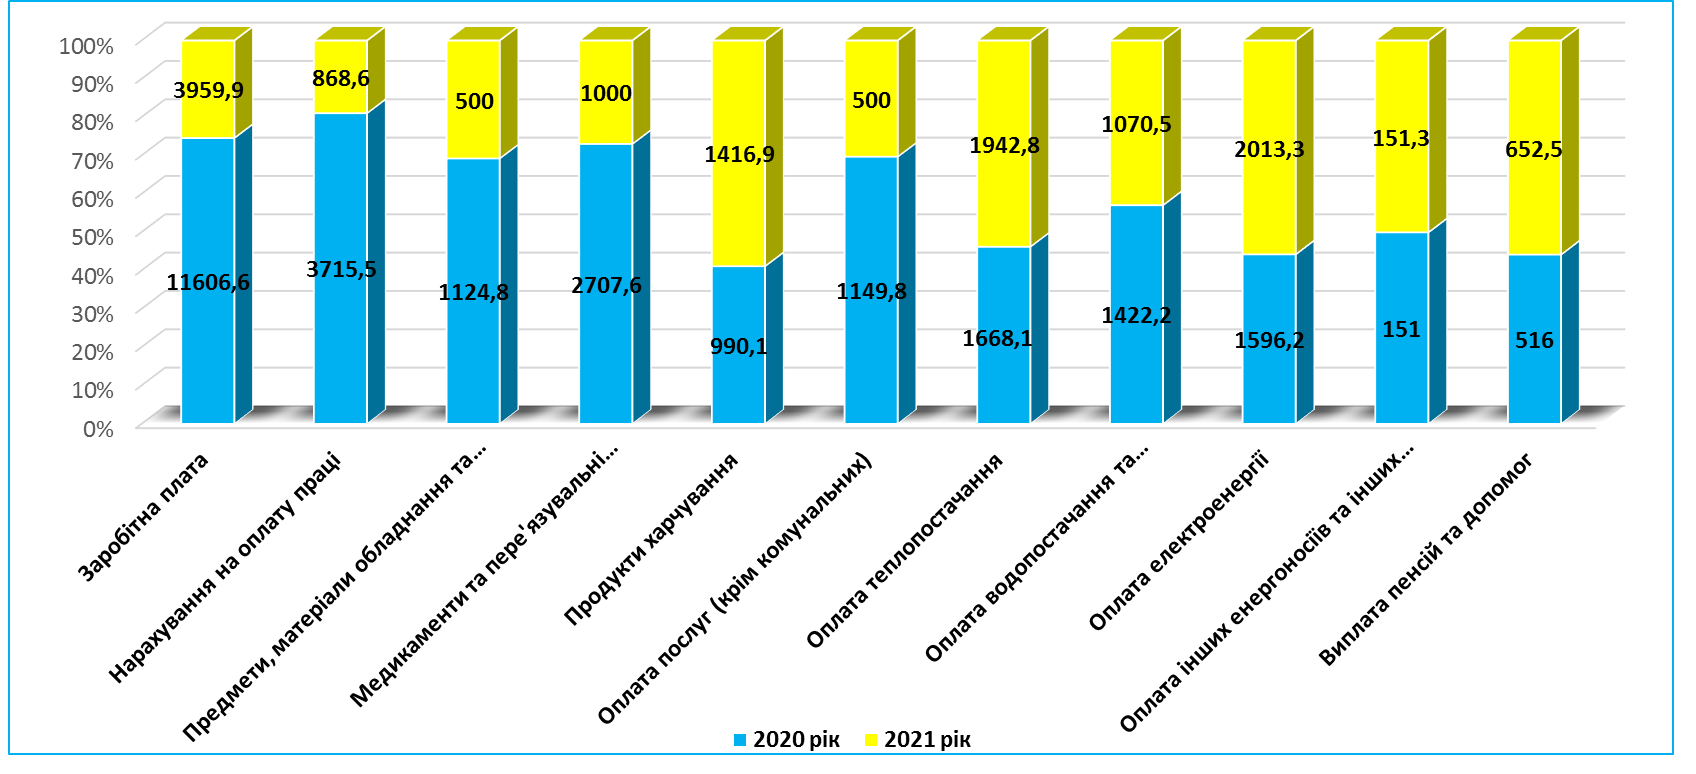 100%
90%
80%
70%
60%
50%
40%
30%
20%
10%
0%
3959,9
868,6
500
1000
1416,9
500
1942,8
1070,5
2013,3
151,3
652,5
11606,6
3715,5
1124,8
2707,6
990,1
1149,8
1668,1
1422,2
1596,2
151
516
Заробітна плата
Нарахування на оплату праці
Предмети, матеріали обладнання та...
Медикаменти та пере'язувальні...
Продукти харчування
Оплата послуг (крім комунальних)
Оплата теплопостачання
Оплата водопостачання та...
Оплата електроенергії
Оплата інших енергоносіїв та інших...
Виплата пенсій та допомог
2020 рік
2021 рік